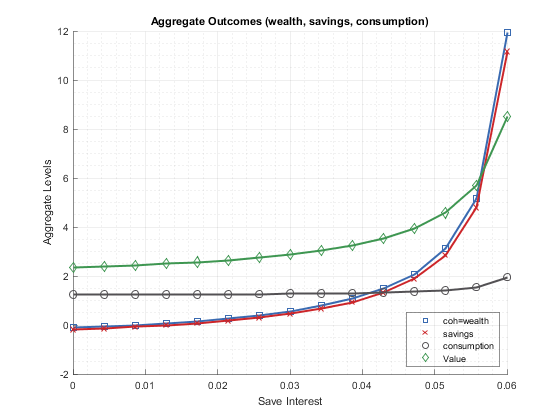 Aggregate Outcomes (wealth, savings, consumption)
12
10
8
6
4
2
0
-2
Aggregate Levels
0
0.01
0.02
0.03
0.04
0.05
0.06
Save Interest
coh=wealth
savings
consumption
Value